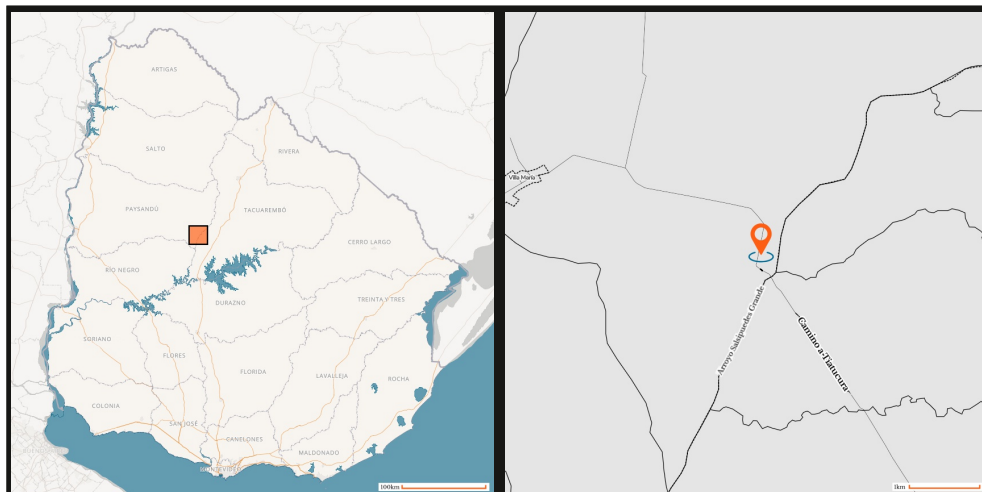 ARTIGAS
SALTO
RIVERA
PAYSANDÚ
TACUAREMBÓ
CERRO LARGO
RÍO NEGRO
DURAZNO
TREINTA Y TRES
SORIANO
FLORES
FLORIDA
LAVALLEJA
ROCHA
COLONIA
SAN JOSÉ
CANELONES
MALDONADO
MONTEVIDEO
100km
Villa María
Arroyo Salsipuedes Grande
Camino a-Tiatucura
1km